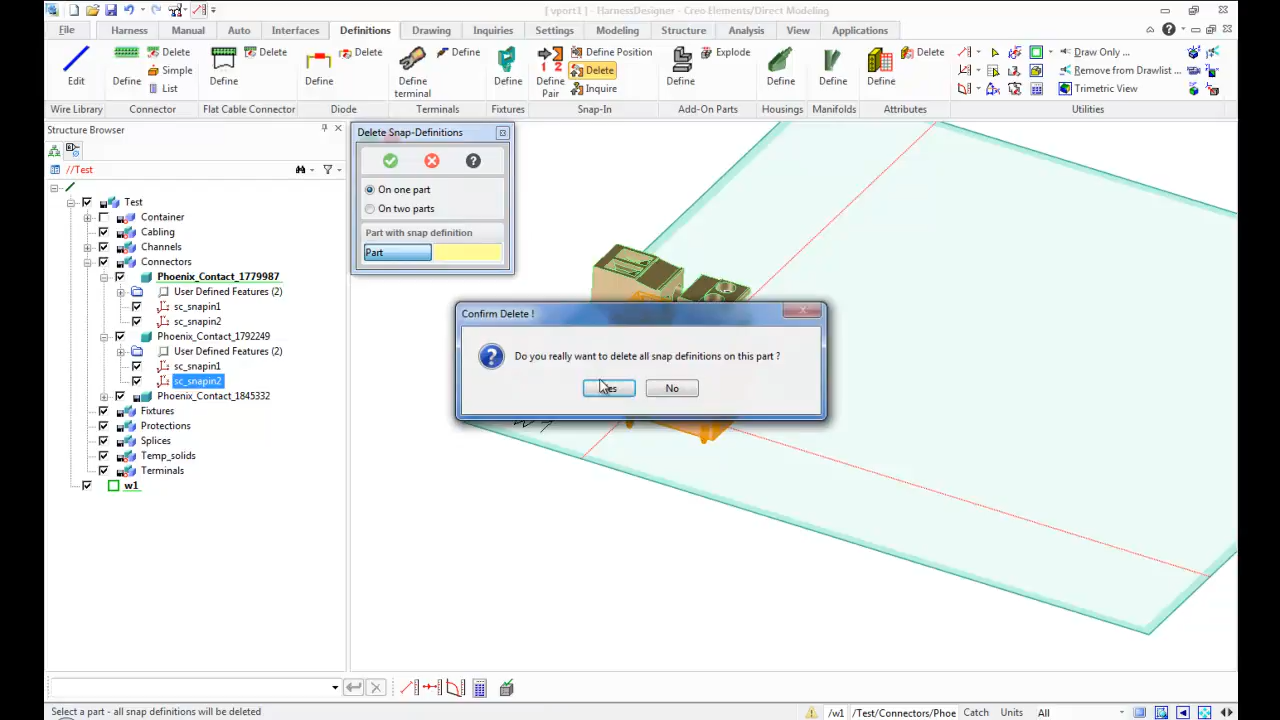 [ vport1 ] - HarnessDesigner - Creo Elements/Direct Modeling
File Harness Manual Auto Interfaces Definitions Drawing Inquiries Settings Modeling Structure Analysis View Applications
Edit Define Delete Simple List Define Delete Define Delete Define terminal Define Define Define Pair Define Position Delete Inquire Define Explode Define Define Define Delete Draw Only ... Remove from Drawlist ... Trimetric View
Wire Library Connector Flat Cable Connector Diode Terminals Fixtures Snap-In Add-On Parts Housings Manifolds Attributes Utilities
Structure Browser
//Test
Test
Container
Cabling
Channels
Connectors
Phoenix_Contact_1779987
User Defined Features (2)
sc_snapin1
sc_snapin2
Phoenix_Contact_1792249
User Defined Features (2)
sc_snapin1
sc_snapin2
Phoenix_Contact_1845332
Fixtures
Protections
Splices
Temp_solids
Terminals
w1
Delete Snap-Definitions
On one part
On two parts
Part with snap definition
Part
Confirm Delete !
Do you really want to delete all snap definitions on this part ?
No
Select a part - all snap definitions will be deleted
/w1 /Test/Connectors/Phoe Catch Units All